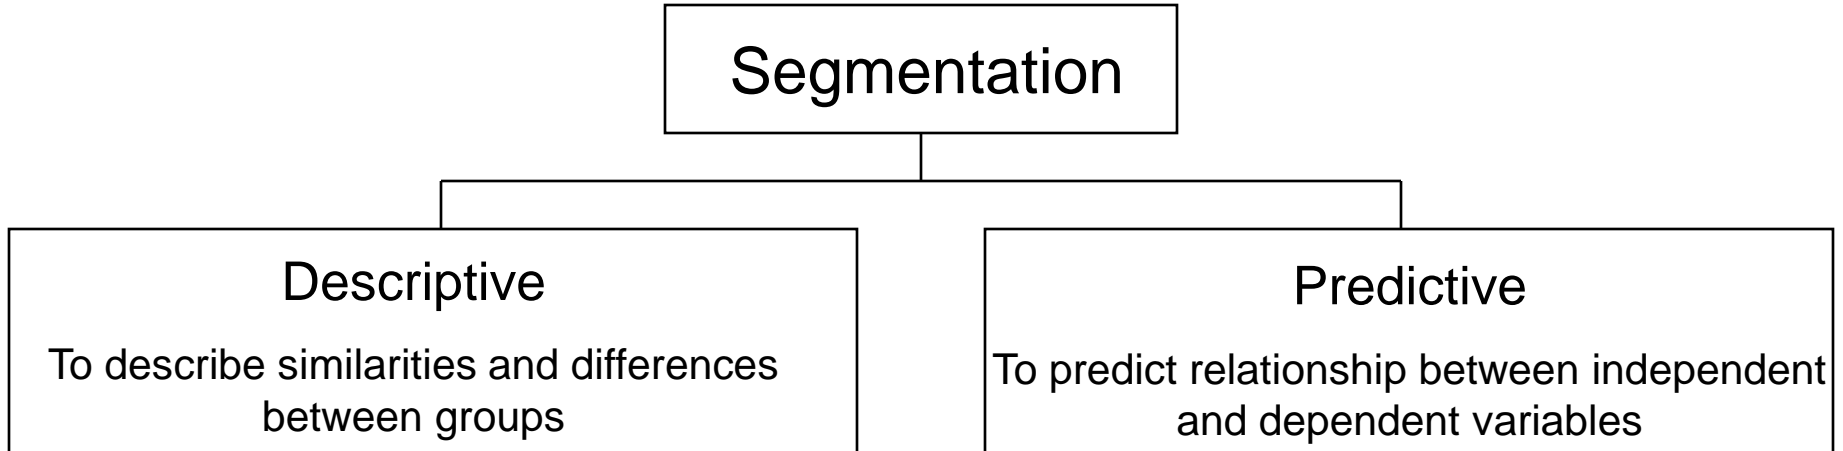 Segmentation
Descriptive
To describe similarities and differences
between groups
Predictive
To predict relationship between independent
and dependent variables